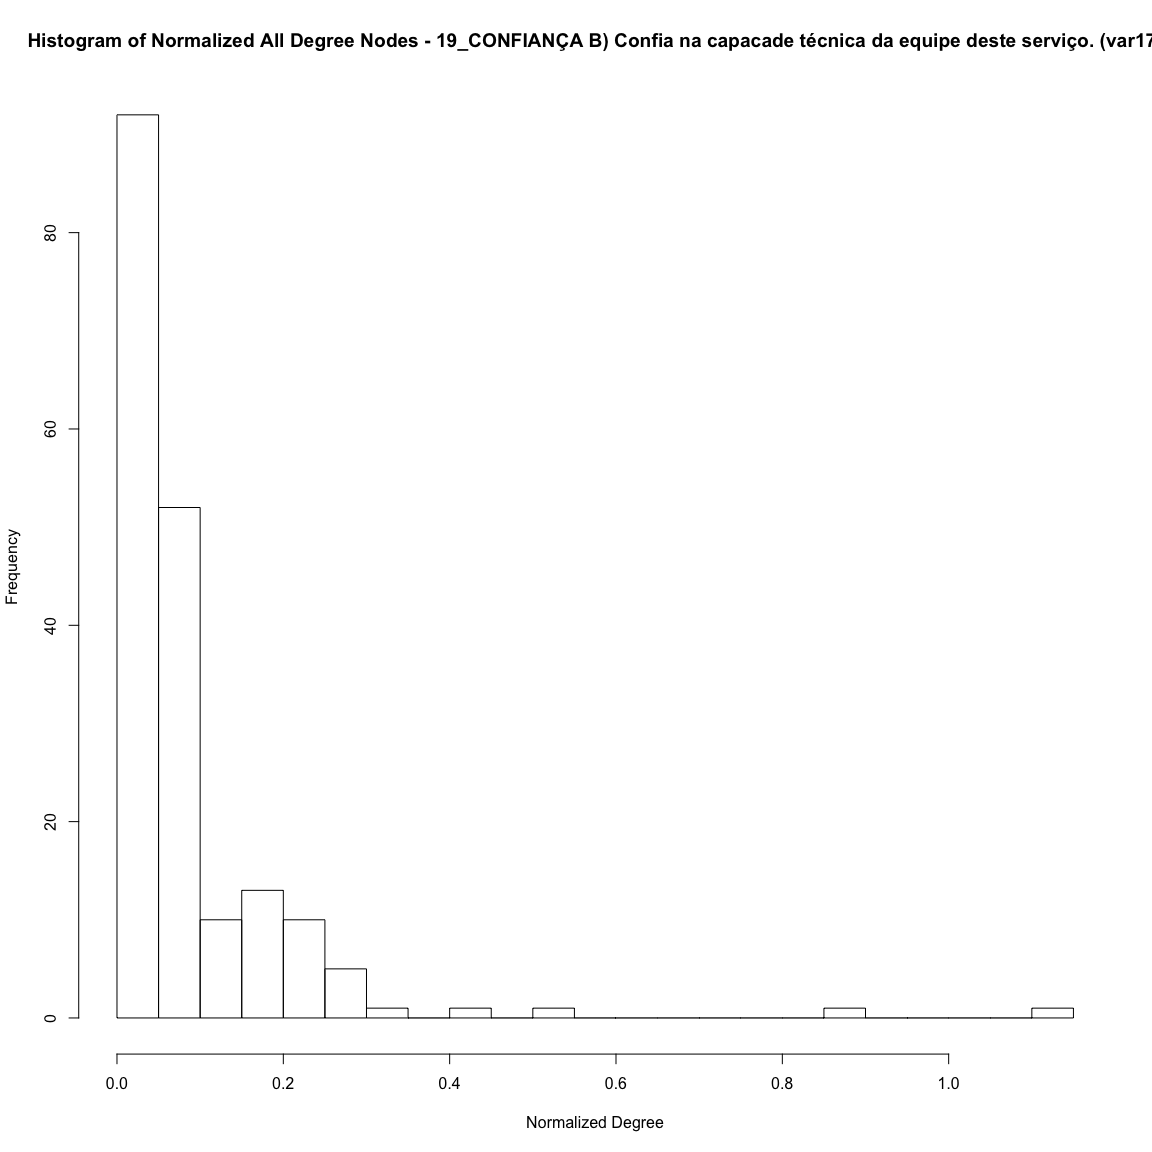 Histogram of Normalized All Degree Nodes - 19_CONFIANÇA B) Confia na capacade técnica da equipe deste serviço. (var17
Frequency
80
60
40
20
0
0.0 0.2 0.4 0.6 0.8 1.0
Normalized Degree